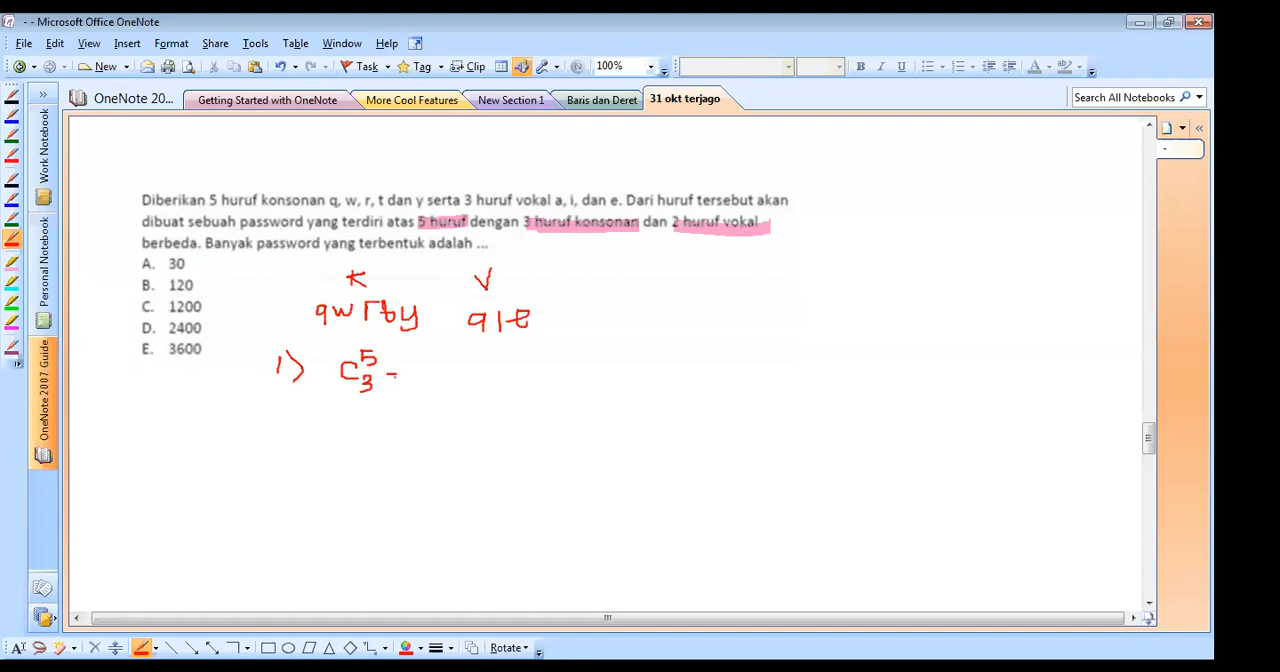 - - Microsoft Office OneNote
File Edit View Insert Format Share Tools Table Window Help
New Task Tag Clip 100% B I U A ab
OneNote 20... Getting Started with OneNote More Cool Features New Section 1 Baris dan Deret 31 okt terjago Search All Notebooks
Work Notebook
Personal Notebook
OneNote 2007 Guide
-
Diberikan 5 huruf konsonan q, w, r, t dan y serta 3 huruf vokal a, i, dan e. Dari huruf tersebut akan
dibuat sebuah password yang terdiri atas 5 huruf dengan 3 huruf konsonan dan 2 huruf vokal
berbeda. Banyak password yang terbentuk adalah ...
A. 30
B. 120
C. 1200
D. 2400
E. 3600
K V
qwrty aie
1) C 5 3 -
A Rotate